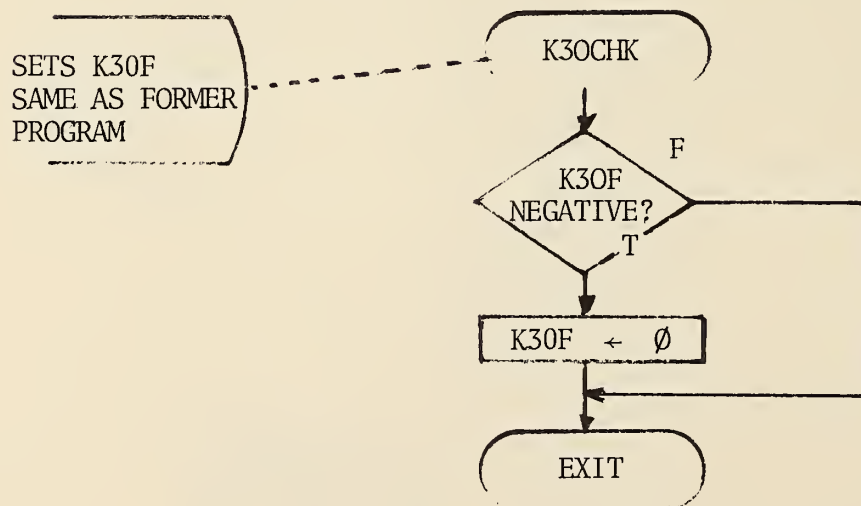 SETS K30F
SAME AS FORMER
PROGRAM
K30CHK
F
K30F
NEGATIVE?
T
K30F ← Ø
EXIT